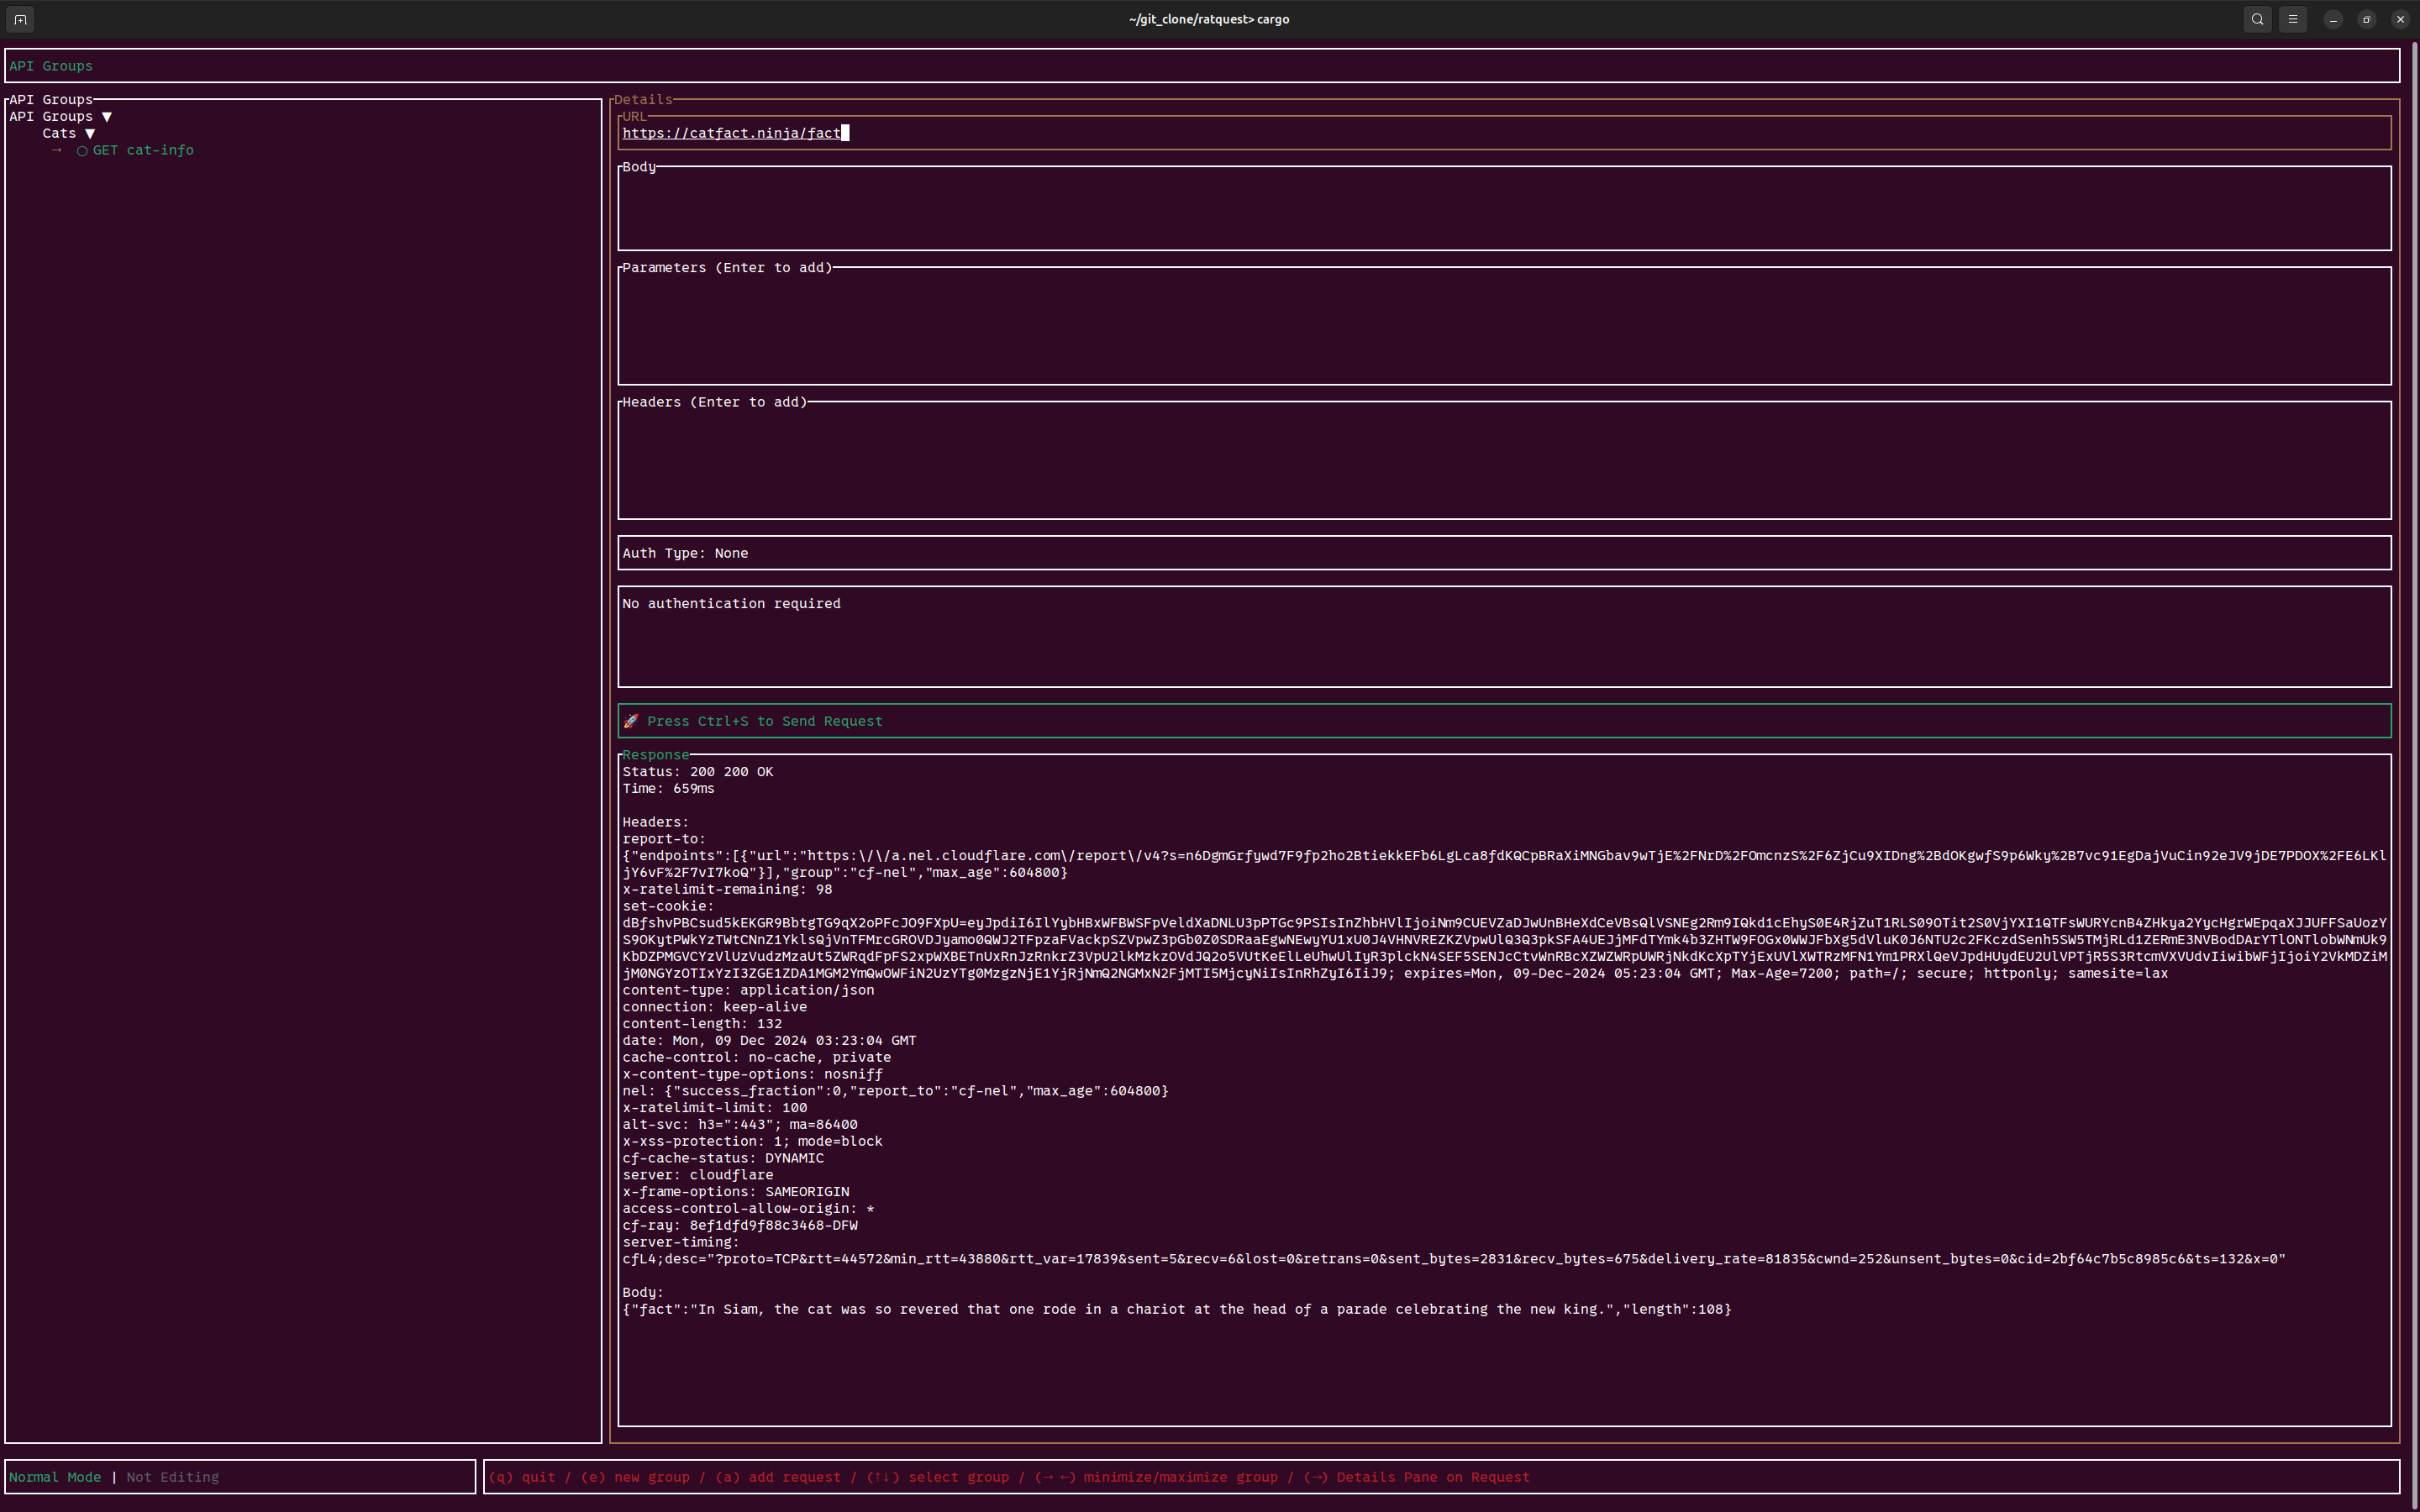 ~/git_clone/ratquest> cargo
API Groups
API Groups
API Groups ▼
Cats ▼
→ ○ GET cat-info
Details
URL
https://catfact.ninja/fact
Body
Parameters (Enter to add)
Headers (Enter to add)
Auth Type: None
No authentication required
🚀 Press Ctrl+S to Send Request
Response
Status: 200 200 OK
Time: 659ms
Headers:
report-to:
{"endpoints":[{"url":"https:\/\/a.nel.cloudflare.com\/report\/v4?
"}],"group":"cf-nel","max_age":604800}
x-ratelimit-remaining: 98
set-cookie:
expires=Mon, 09-Dec-2024 05:23:04 GMT; Max-Age=7200; path=/; secure; httponly; samesite=lax
content-type: application/json
connection: keep-alive
content-length: 132
date: Mon, 09 Dec 2024 03:23:04 GMT
cache-control: no-cache, private
x-content-type-options: nosniff
nel: {"success_fraction":0,"report_to":"cf-nel","max_age":604800}
x-ratelimit-limit: 100
alt-svc: h3=":443"; ma=86400
x-xss-protection: 1; mode=block
cf-cache-status: DYNAMIC
server: cloudflare
x-frame-options: SAMEORIGIN
access-control-allow-origin: *
cf-ray: 8ef1dfd9f88c3468-DFW
server-timing:
cfL4;desc="?proto=TCP&rtt=44572&min_rtt=43880&rtt_var=17839&sent=5&recv=6&lost=0&retrans=0&sent_bytes=2831&recv_bytes=675&delivery_rate=81835&cwnd=252&unsent_bytes=0&cid=2bf64c7b5c8985c6&ts=132&x=0"
Body:
{"fact":"In Siam, the cat was so revered that one rode in a chariot at the head of a parade celebrating the new king.","length":108}
Normal Mode | Not Editing
(q) quit / (e) new group / (a) add request / (↑↓) select group / (→ ←) minimize/maximize group / (→) Details Pane on Request